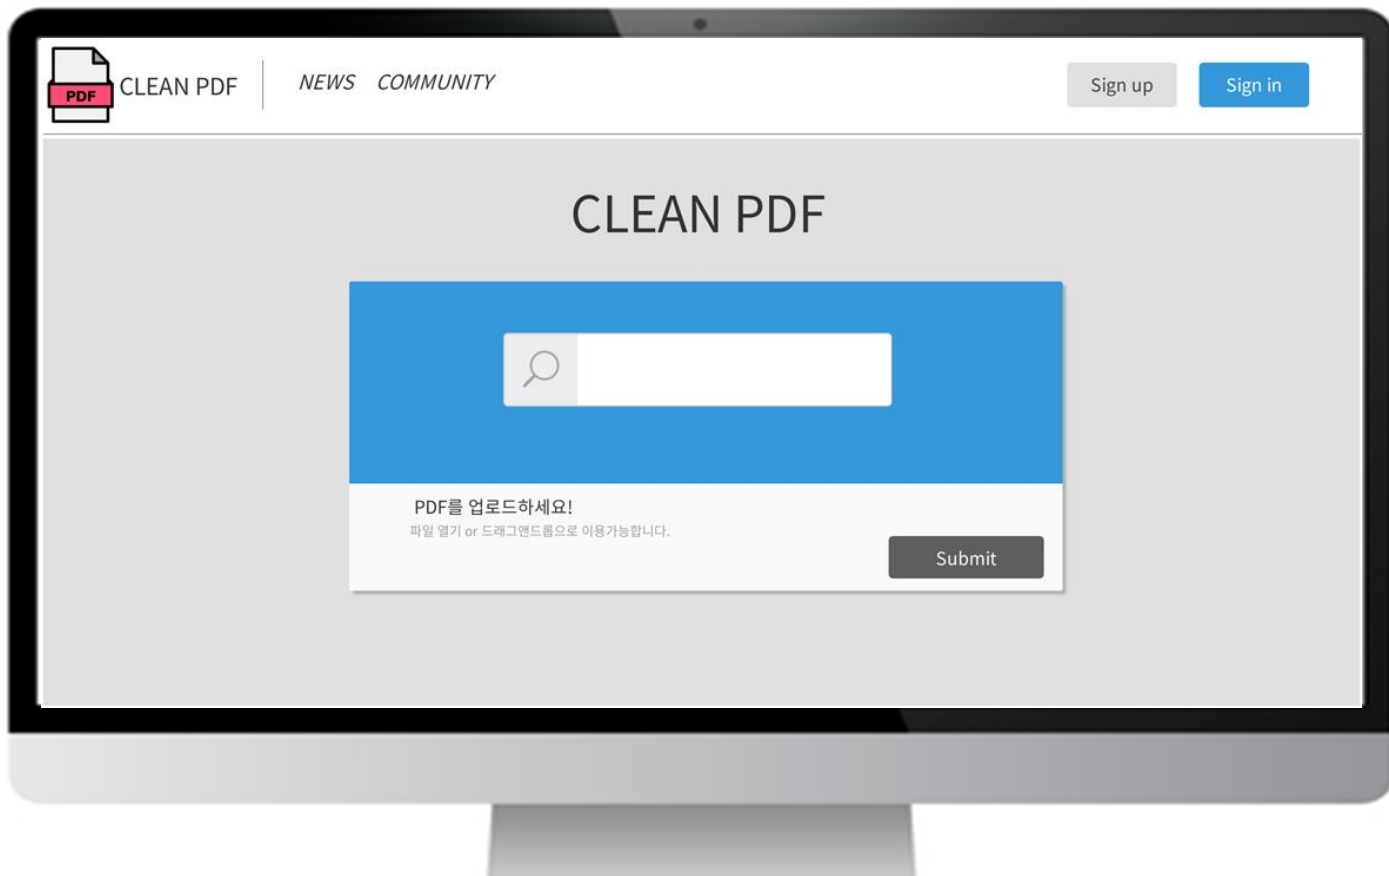 PDF
CLEAN PDF
NEWS COMMUNITY
Sign up
Sign in
CLEAN PDF
PDF를 업로드하세요!
파일 열기 or 드래그앤드롭으로 이용가능합니다.
Submit